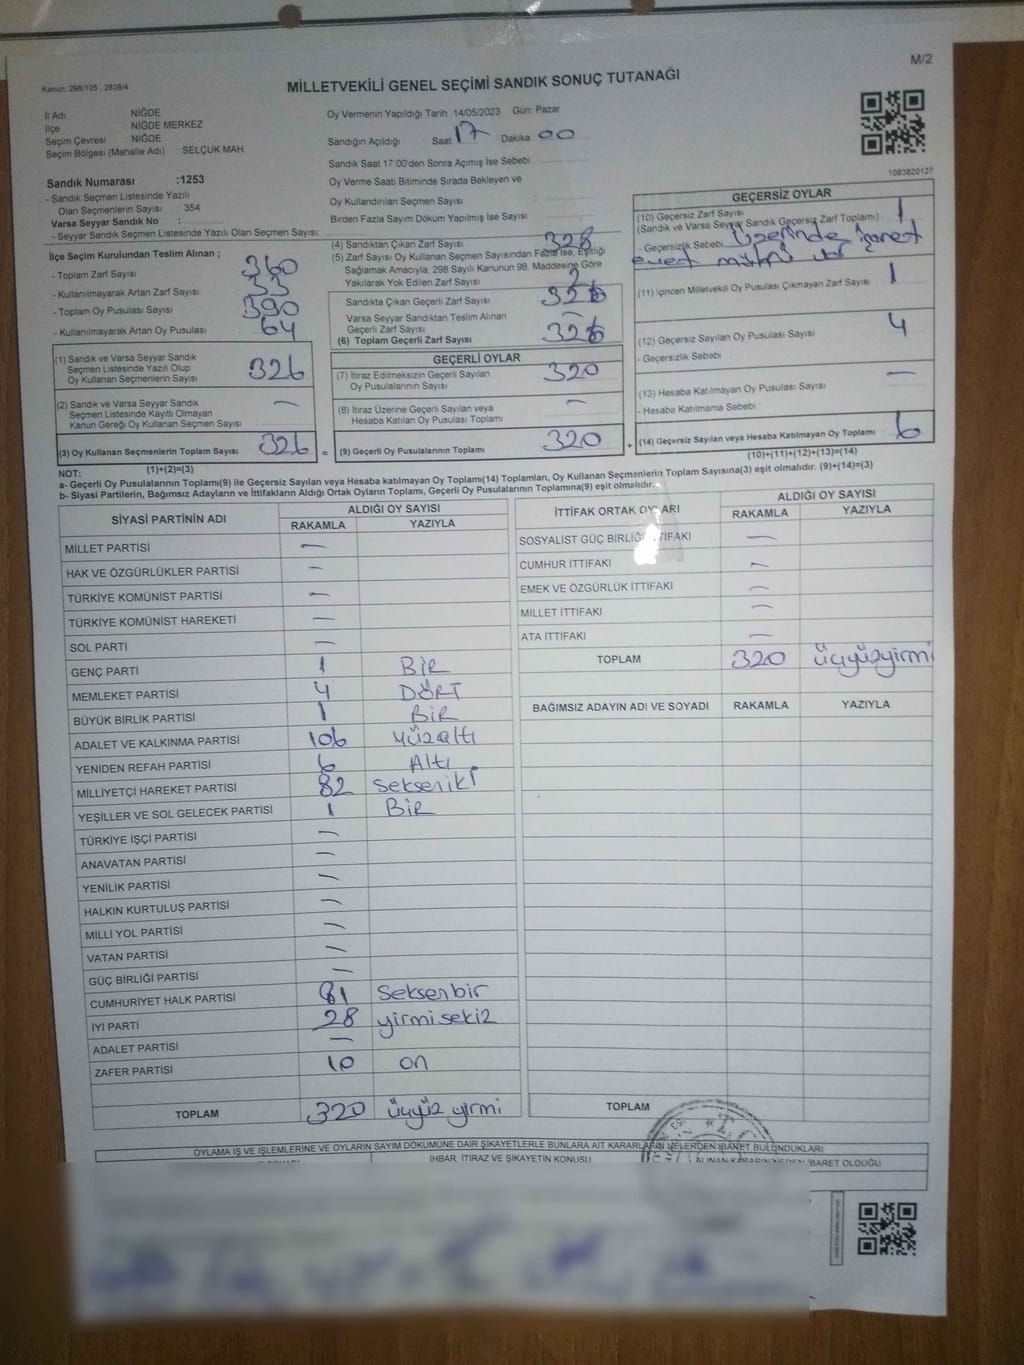 M/2
Kanun: 298/105 , 2839/4
MİLLETVEKİLİ GENEL SEÇİMİ SANDIK SONUÇ TUTANAĞI
İl Adı NİĞDE
İlçe NİĞDE MERKEZ
Seçim Çevresi NİĞDE
Seçim Bölgesi (Mahalle Adı) SELÇUK MAH.
Oy Vermenin Yapıldığı Tarih :14/05/2023 Gün: Pazar
Sandığın Açıldığı Saat 17 Dakika 00
Sandık Saat 17:00'den Sonra Açımış İse Sebebi
Oy Verme Saati Bitiminde Sırada Bekleyen ve
Oy Kullandırılan Seçmen Sayısı
Birden Fazla Sayım Döküm Yapılmış İse Sayısı
1083820127
Sandık Numarası :1253
- Sandık Seçmen Listesinde Yazılı
Olan Seçmenlerin Sayısı : 354
Varsa Seyyar Sandık No :
- Seyyar Sandık Seçmen Listesinde Yazılı Olan Seçmen Sayısı:
İlçe Seçim Kurulundan Teslim Alınan ;
- Toplam Zarf Sayısı 360
- Kullanılmayarak Artan Zarf Sayısı 33
- Toplam Oy Pusulası Sayısı 390
- Kullanılmayarak Artan Oy Pusulası 64
(1) Sandık ve Varsa Seyyar Sandık
Seçmen Listesinde Yazılı Olup
Oy Kullanan Seçmenlerin Sayısı 326
(2) Sandık ve Varsa Seyyar Sandık
Seçmen Listesinde Kayıtlı Olmayan
Kanun Gereği Oy Kullanan Seçmen Sayısı —
(3) Oy Kullanan Seçmenlerin Toplam Sayısı 326
(1)+(2)=(3)
(4) Sandıktan Çıkan Zarf Sayısı 328
(5) Zarf Sayısı Oy Kullanan Seçmen Sayısından Fazla İse, Eşitliği
Sağlamak Amacıyla; 298 Sayılı Kanunun 98. Maddesine Göre
Yakılarak Yok Edilen Zarf Sayısı 2
Sandıkta Çıkan Geçerli Zarf Sayısı 326
Varsa Seyyar Sandıktan Teslim Alınan
Geçerli Zarf Sayısı —
(6) Toplam Geçerli Zarf Sayısı 326
GEÇERLİ OYLAR
(7) İtiraz Edilmeksizin Geçerli Sayılan
Oy Pusulalarının Sayısı 320
(8) İtiraz Üzerine Geçerli Sayılan veya
Hesaba Katılan Oy Pusulası Toplamı —
= (9) Geçerli Oy Pusulalarının Toplamı 320 +
GEÇERSİZ OYLAR
(10) Geçersiz Zarf Sayısı 1
(Sandık ve Varsa Seyyar Sandık Geçersiz Zarf Toplamı)
- Geçersizlik Sebebi üzerinde işaret
evet
(11) İçinden Milletvekili Oy Pusulası Çıkmayan Zarf Sayısı 1
(12) Geçersiz Sayılan Oy Pusulası Sayısı 4
- Geçersizlik Sebebi :
(13) Hesaba Katılmayan Oy Pusulası Sayısı —
- Hesaba Katılmama Sebebi
(14) Geçersiz Sayılan veya Hesaba Katılmayan Oy Toplamı 6
(10)+(11)+(12)+(13)=(14)
NOT:
a- Geçerli Oy Pusulalarının Toplamı(9) ile Geçersiz Sayılan veya Hesaba katılmayan Oy Toplamı(14) Toplamları, Oy Kullanan Seçmenlerin Toplam Sayısına(3) eşit olmalıdır. (9)+(14)=(3)
b- Siyasi Partilerin, Bağımsız Adayların ve İttifakların Aldığı Ortak Oyların Toplamı, Geçerli Oy Pusulalarının Toplamına(9) eşit olmalıdır.
SİYASİ PARTİNİN ADI ALDIĞI OY SAYISI
RAKAMLA YAZIYLA
MİLLET PARTİSİ —
HAK VE ÖZGÜRLÜKLER PARTİSİ —
TÜRKİYE KOMÜNİST PARTİSİ —
TÜRKİYE KOMÜNİST HAREKETİ —
SOL PARTİ —
GENÇ PARTİ 1 BİR
MEMLEKET PARTİSİ 4 DÖRT
BÜYÜK BİRLİK PARTİSİ 1 BİR
ADALET VE KALKINMA PARTİSİ 106 yüzaltı
YENİDEN REFAH PARTİSİ 6 Altı
MİLLİYETÇİ HAREKET PARTİSİ 82 Sekseniki
YEŞİLLER VE SOL GELECEK PARTİSİ 1 BİR
TÜRKİYE İŞÇİ PARTİSİ —
ANAVATAN PARTİSİ —
YENİLİK PARTİSİ —
HALKIN KURTULUŞ PARTİSİ —
MİLLİ YOL PARTİSİ —
VATAN PARTİSİ —
GÜÇ BİRLİĞİ PARTİSİ —
CUMHURİYET HALK PARTİSİ 81 Seksenbir
İYİ PARTİ 28 yirmisekiz
ADALET PARTİSİ —
ZAFER PARTİSİ 10 on
TOPLAM 320 üçyüz yirmi
İTTİFAK ORTAK OYLARI ALDIĞI OY SAYISI
RAKAMLA YAZIYLA
SOSYALİST GÜÇ BİRLİĞİ İTTİFAKI —
CUMHUR İTTİFAKI —
EMEK VE ÖZGÜRLÜK İTTİFAKI —
MİLLET İTTİFAKI —
ATA İTTİFAKI —
TOPLAM 320 üçyüzyirmi
BAĞIMSIZ ADAYIN ADI VE SOYADI RAKAMLA YAZIYLA
TOPLAM
OYLAMA İŞ VE İŞLEMLERİNE VE OYLARIN SAYIM DÖKÜMÜNE DAİR ŞİKAYETLERLE BUNLARA AİT KARARLARIN NELERDEN İBARET BULUNDUKLARI
İHBAR, İTİRAZ VE ŞİKAYETİN KONUSU
ALINAN KARARIN NEDEN İBARET OLDUĞU